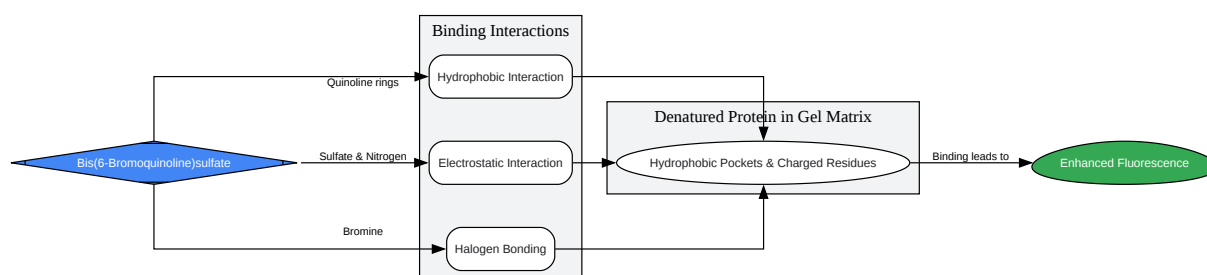 Binding Interactions
Hydrophobic Interaction
Quinoline rings
Denatured Protein in Gel Matrix
Bis(6-Bromoquinoline)sulfate
Sulfate & Nitrogen
Electrostatic Interaction
Hydrophobic Pockets & Charged Residues
Binding leads to
Enhanced Fluorescence
Bromine
Halogen Bonding